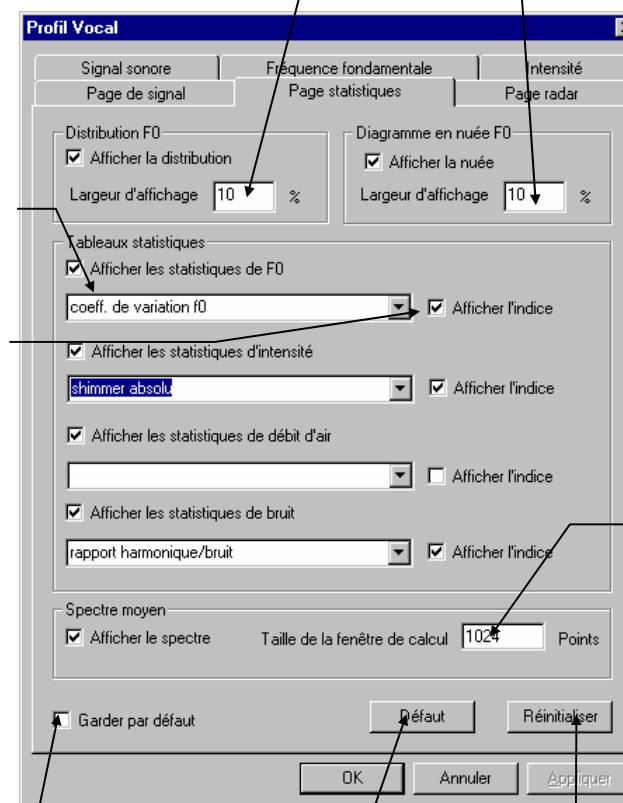 Profil Vocal
Signal sonore Fréquence fondamentale Intensité
Page de signal Page statistiques Page radar
Distribution F0 Diagramme en nuée F0
Afficher la distribution Afficher la nuée
Largeur d'affichage 10 % Largeur d'affichage 10 %
Tableaux statistiques
Afficher les statistiques de F0
coeff. de variation f0 Afficher l'indice
Afficher les statistiques d'intensité
shimmer absolu Afficher l'indice
Afficher les statistiques de débit d'air
Afficher l'indice
Afficher les statistiques de bruit
rapport harmonique/bruit Afficher l'indice
Spectre moyen
Afficher le spectre Taille de la fenêtre de calcul 1024 Points
Garder par défaut Défaut Réinitialiser
OK Annuler Appliquer